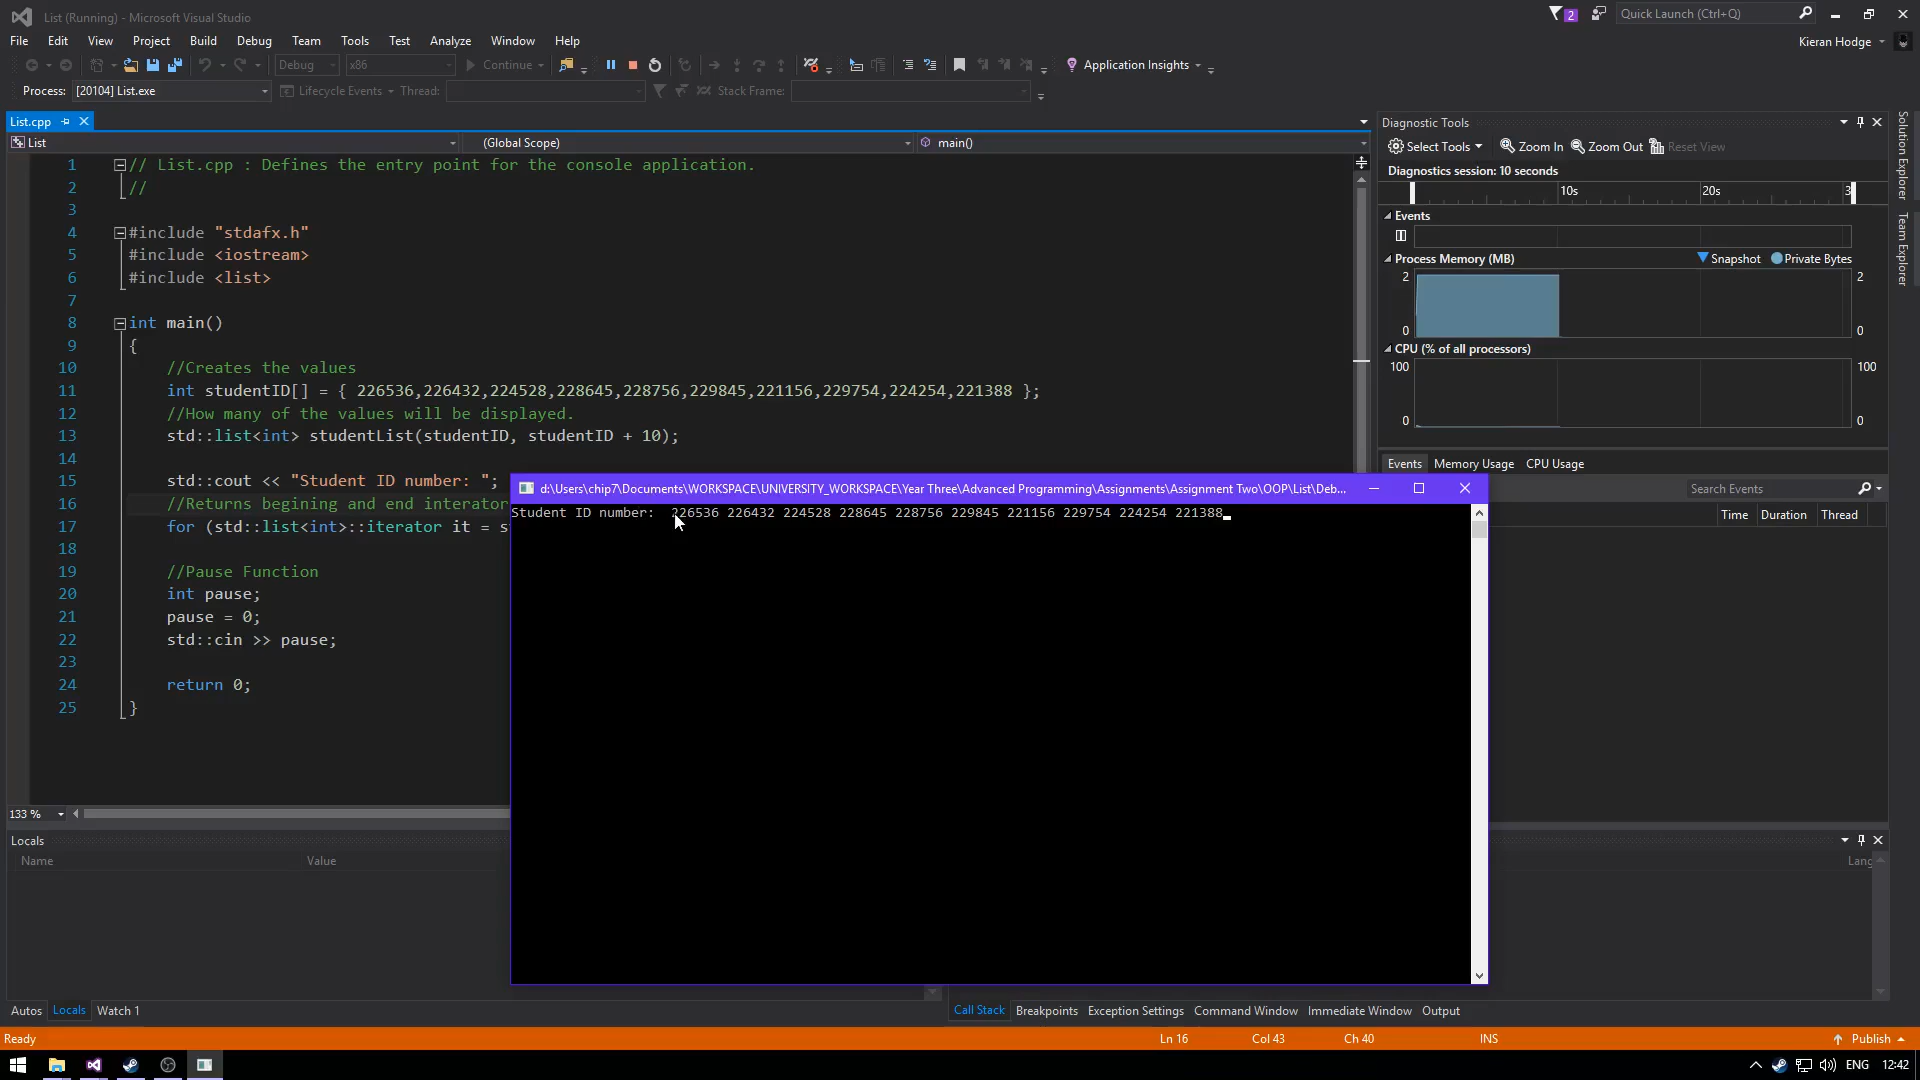 List (Running) - Microsoft Visual Studio
2
Quick Launch (Ctrl+Q)
File Edit View Project Build Debug Team Tools Test Analyze Window Help
Kieran Hodge
Debug x86 Continue Application Insights
Process: [20104] List.exe Lifecycle Events Thread: Stack Frame:
List.cpp
List (Global Scope) main()
1 // List.cpp : Defines the entry point for the console application.
2 //
3
4 #include "stdafx.h"
5 #include <iostream>
6 #include <list>
7
8 int main()
9 {
10 //Creates the values
11 int studentID[] = { 226536,226432,224528,228645,228756,229845,221156,229754,224254,221388 };
12 //How many of the values will be displayed.
13 std::list<int> studentList(studentID, studentID + 10);
14
15 std::cout << "Student ID number: ";
16 //Returns begining and end interator
17 for (std::list<int>::iterator it = s
18
19 //Pause Function
20 int pause;
21 pause = 0;
22 std::cin >> pause;
23
24 return 0;
25 }
133 %
d:\Users\chip7\Documents\WORKSPACE\UNIVERSITY_WORKSPACE\Year Three\Advanced Programming\Assignments\Assignment Two\OOP\List\Deb...
Student ID number: 226536 226432 224528 228645 228756 229845 221156 229754 224254 221388
Diagnostic Tools
Select Tools Zoom In Zoom Out Reset View
Diagnostics session: 10 seconds
10s 20s 3
Events
Process Memory (MB) Snapshot Private Bytes
2 2
0 0
CPU (% of all processors)
100 100
0 0
Events Memory Usage CPU Usage
Search Events
Time Duration Thread
Solution Explorer
Team Explorer
Locals
Name Value
Lang
Autos Locals Watch 1
Call Stack Breakpoints Exception Settings Command Window Immediate Window Output
Ready Ln 16 Col 43 Ch 40 INS Publish
ENG 12:42